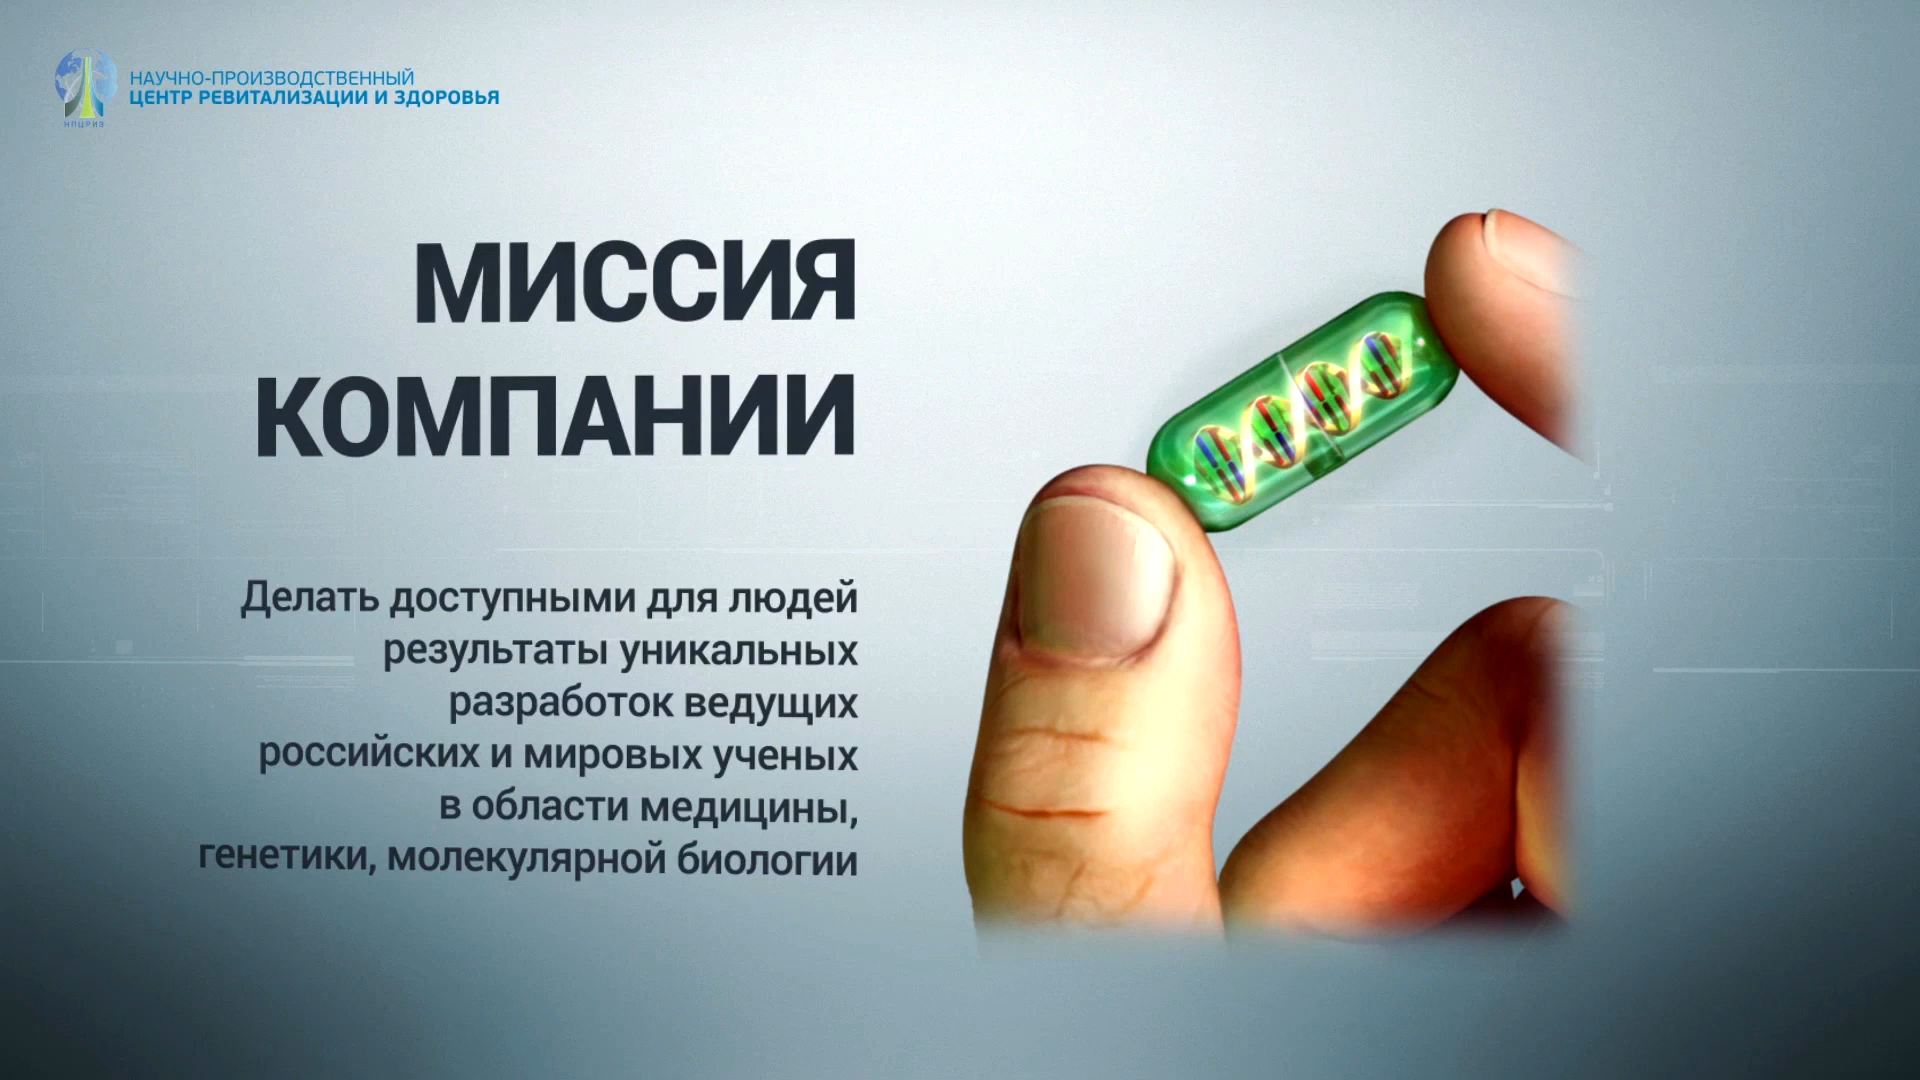 НАУЧНО-ПРОИЗВОДСТВЕННЫЙ
ЦЕНТР РЕВИТАЛИЗАЦИИ И ЗДОРОВЬЯ
НПЦРИЗ
МИССИЯ
КОМПАНИИ
Делать доступными для людей
результаты уникальных
разработок ведущих
российских и мировых ученых
в области медицины,
генетики, молекулярной биологии